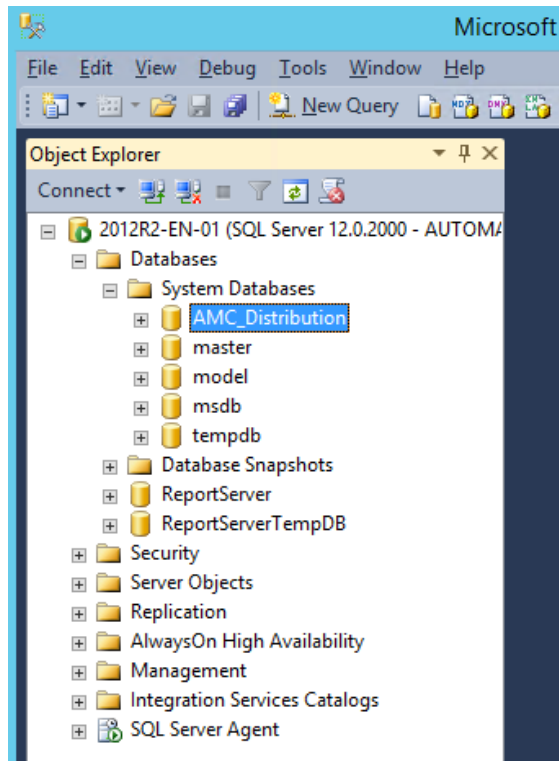 Microsoft
File Edit View Debug Tools Window Help
New Query
Object Explorer
Connect
2012R2-EN-01 (SQL Server 12.0.2000 - AUTOMA
Databases
System Databases
AMC_Distribution
master
model
msdb
tempdb
Database Snapshots
ReportServer
ReportServerTempDB
Security
Server Objects
Replication
AlwaysOn High Availability
Management
Integration Services Catalogs
SQL Server Agent